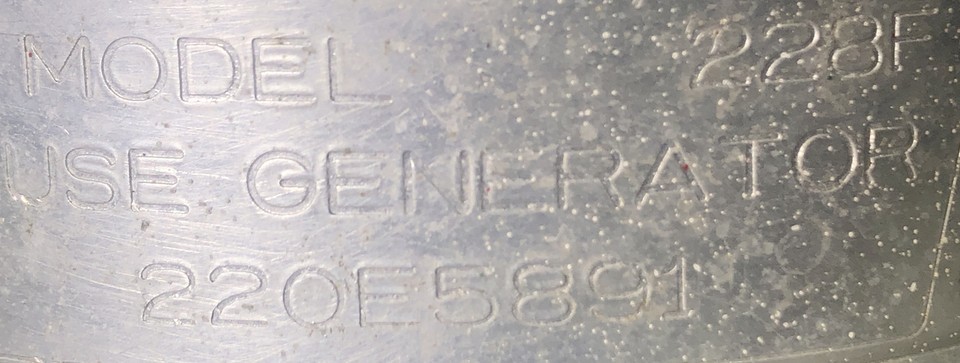 MODEL 228F
USE GENERATOR
220E5891